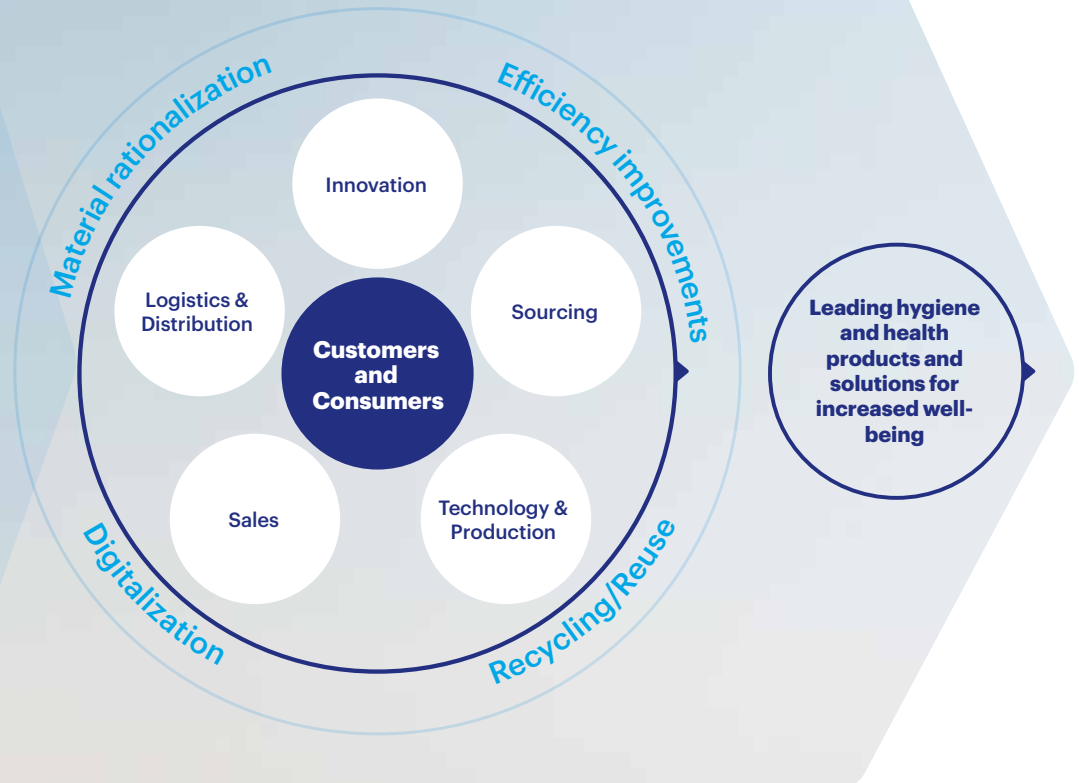 Material rationalization
Efficiency improvements
Innovation
Logistics &
Distribution
Sourcing
Customers
and
Consumers
Sales
Technology &
Production
Digitalization
Recycling/Reuse
Leading hygiene
and health
products and
solutions for
increased well-
being